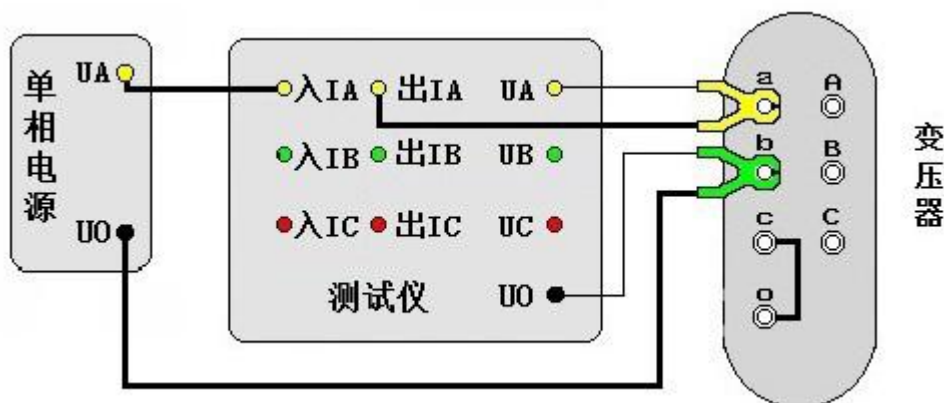 单相电源
UA
UO
入IA 出IA UA
入IB 出IB UB
入IC 出IC UC
测试仪 UO
a A
b B
c C
o
变压器